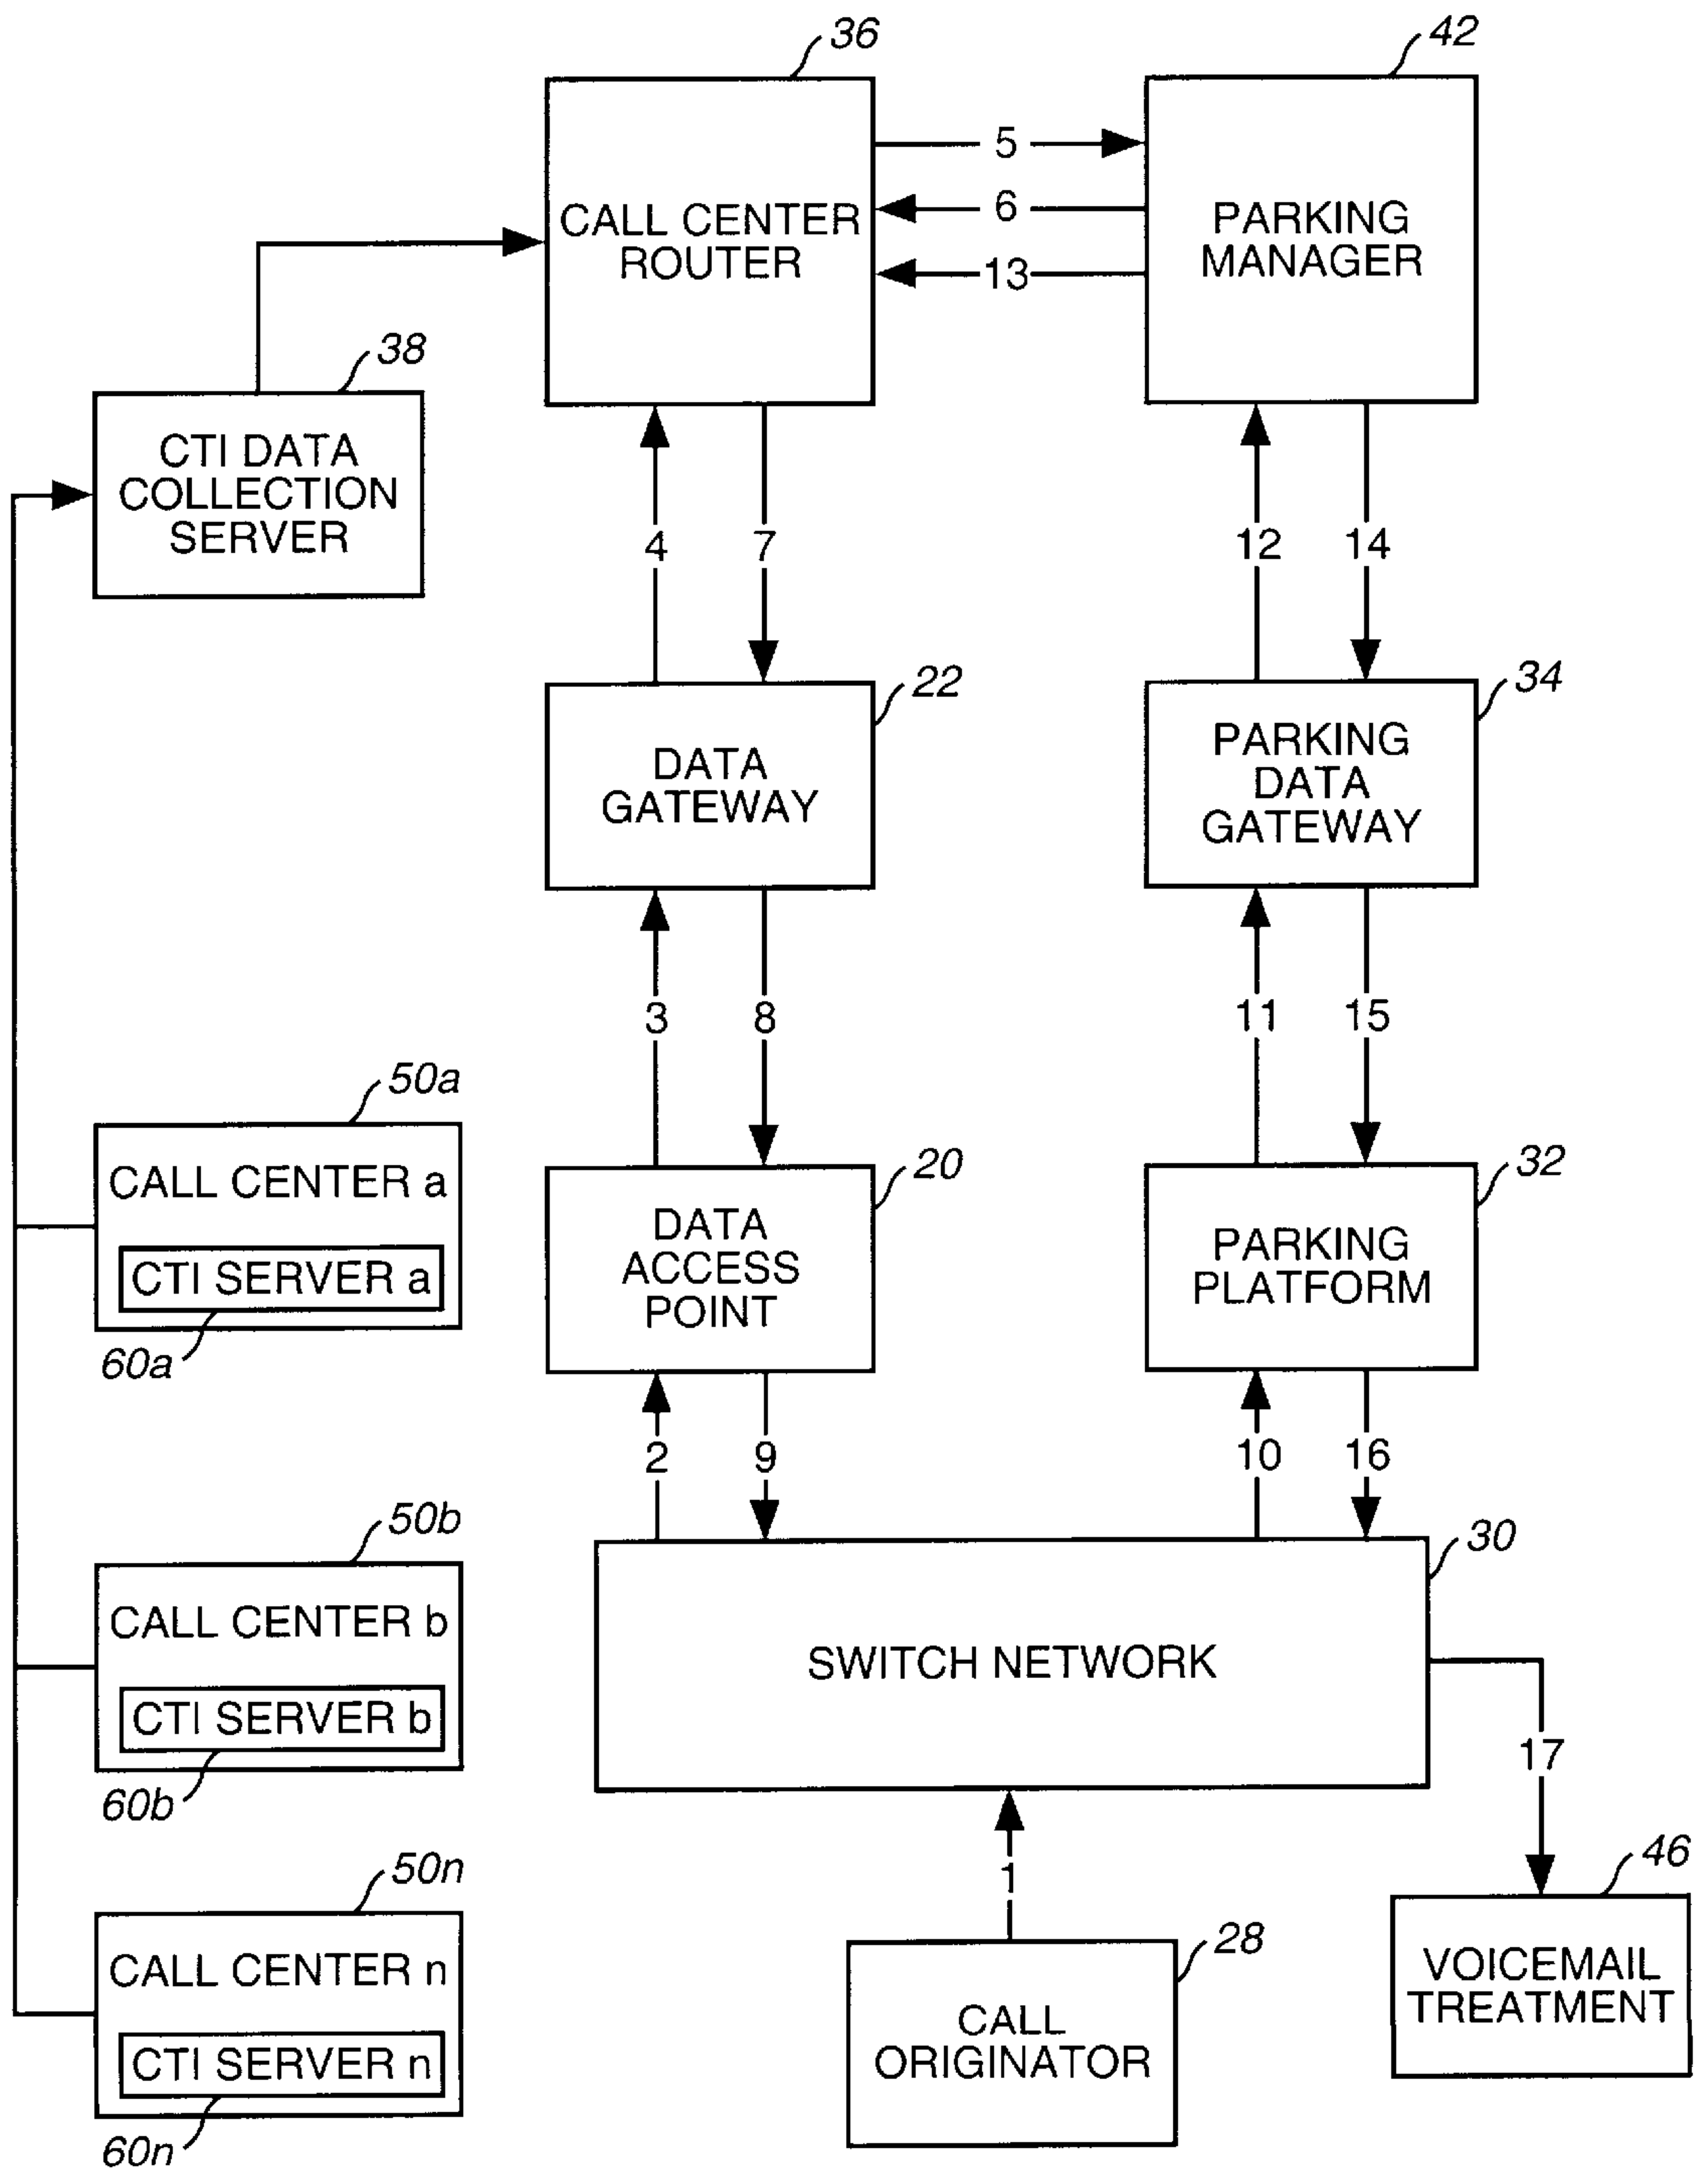 36
42
CALL CENTER
ROUTER
5
6
13
PARKING
MANAGER
38
CTI DATA
COLLECTION
SERVER
4
7
12
14
22
34
DATA
GATEWAY
PARKING
DATA
GATEWAY
3
8
11
15
50a
CALL CENTER a
CTI SERVER a
60a
20
32
DATA
ACCESS
POINT
PARKING
PLATFORM
2
9
10
16
50b
CALL CENTER b
CTI SERVER b
60b
30
SWITCH NETWORK
17
1
50n
CALL CENTER n
CTI SERVER n
60n
28
CALL
ORIGINATOR
46
VOICEMAIL
TREATMENT